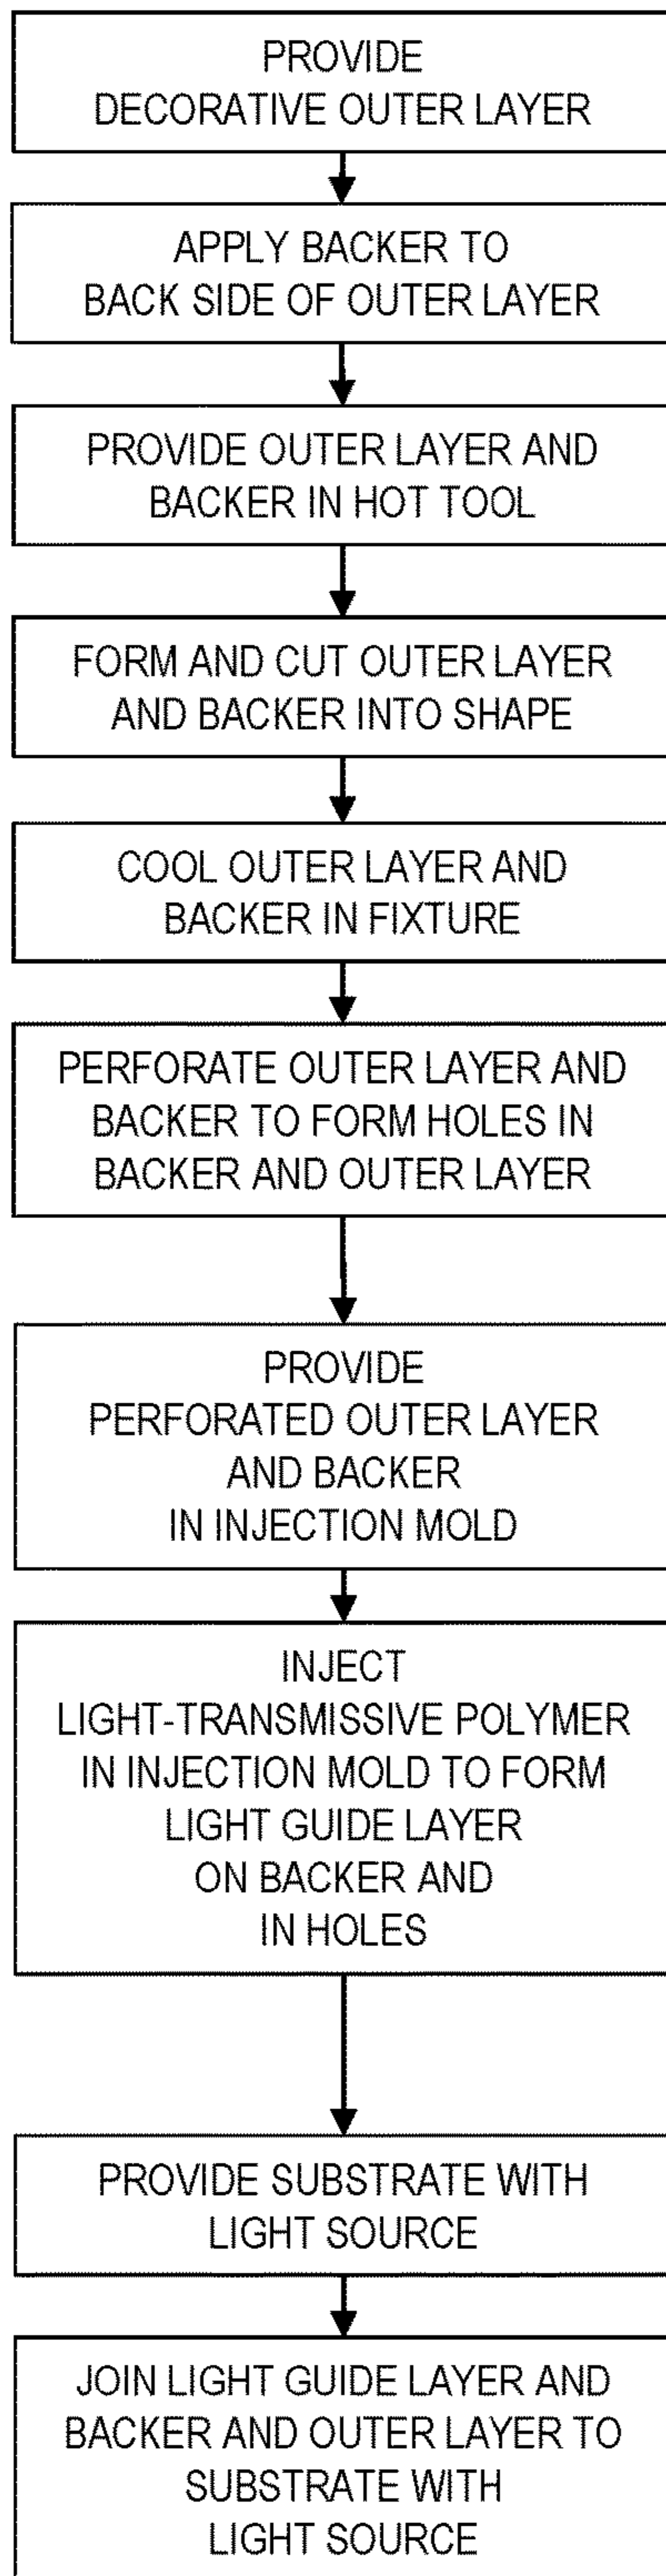 PROVIDE
DECORATIVE OUTER LAYER
APPLY BACKER TO
BACK SIDE OF OUTER LAYER
PROVIDE OUTER LAYER AND
BACKER IN HOT TOOL
FORM AND CUT OUTER LAYER
AND BACKER INTO SHAPE
COOL OUTER LAYER AND
BACKER IN FIXTURE
PERFORATE OUTER LAYER AND
BACKER TO FORM HOLES IN
BACKER AND OUTER LAYER
PROVIDE
PERFORATED OUTER LAYER
AND BACKER
IN INJECTION MOLD
INJECT
LIGHT-TRANSMISSIVE POLYMER
IN INJECTION MOLD TO FORM
LIGHT GUIDE LAYER
ON BACKER AND
IN HOLES
PROVIDE SUBSTRATE WITH
LIGHT SOURCE
JOIN LIGHT GUIDE LAYER AND
BACKER AND OUTER LAYER TO
SUBSTRATE WITH
LIGHT SOURCE